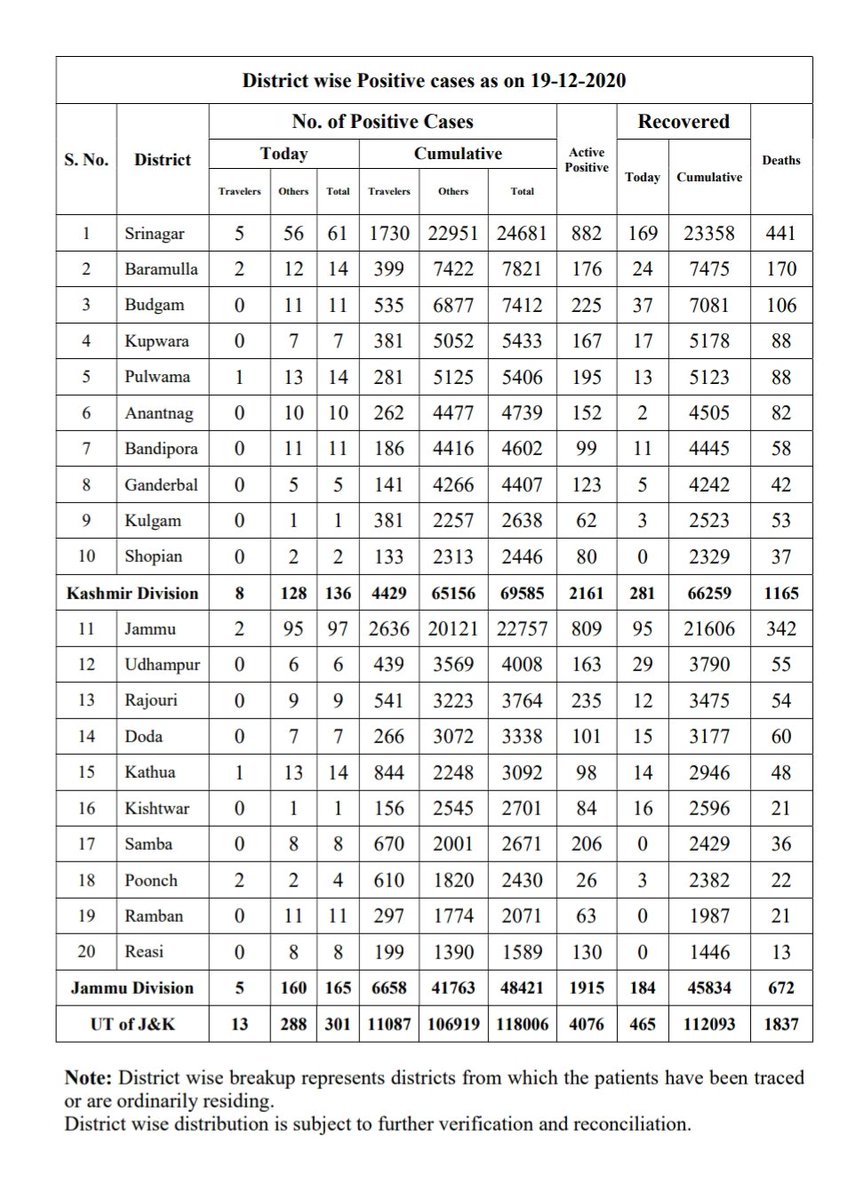 District wise Positive cases as on 19-12-2020
S. No. District No. of Positive Cases Active Positive Recovered Deaths
Today Cumulative Today Cumulative
Travelers Others Total Travelers Others Total
1 Srinagar 5 56 61 1730 22951 24681 882 169 23358 441
2 Baramulla 2 12 14 399 7422 7821 176 24 7475 170
3 Budgam 0 11 11 535 6877 7412 225 37 7081 106
4 Kupwara 0 7 7 381 5052 5433 167 17 5178 88
5 Pulwama 1 13 14 281 5125 5406 195 13 5123 88
6 Anantnag 0 10 10 262 4477 4739 152 2 4505 82
7 Bandipora 0 11 11 186 4416 4602 99 11 4445 58
8 Ganderbal 0 5 5 141 4266 4407 123 5 4242 42
9 Kulgam 0 1 1 381 2257 2638 62 3 2523 53
10 Shopian 0 2 2 133 2313 2446 80 0 2329 37
Kashmir Division 8 128 136 4429 65156 69585 2161 281 66259 1165
11 Jammu 2 95 97 2636 20121 22757 809 95 21606 342
12 Udhampur 0 6 6 439 3569 4008 163 29 3790 55
13 Rajouri 0 9 9 541 3223 3764 235 12 3475 54
14 Doda 0 7 7 266 3072 3338 101 15 3177 60
15 Kathua 1 13 14 844 2248 3092 98 14 2946 48
16 Kishtwar 0 1 1 156 2545 2701 84 16 2596 21
17 Samba 0 8 8 670 2001 2671 206 0 2429 36
18 Poonch 2 2 4 610 1820 2430 26 3 2382 22
19 Ramban 0 11 11 297 1774 2071 63 0 1987 21
20 Reasi 0 8 8 199 1390 1589 130 0 1446 13
Jammu Division 5 160 165 6658 41763 48421 1915 184 45834 672
UT of J&K 13 288 301 11087 106919 118006 4076 465 112093 1837
Note: District wise breakup represents districts from which the patients have been traced
or are ordinarily residing.
District wise distribution is subject to further verification and reconciliation.